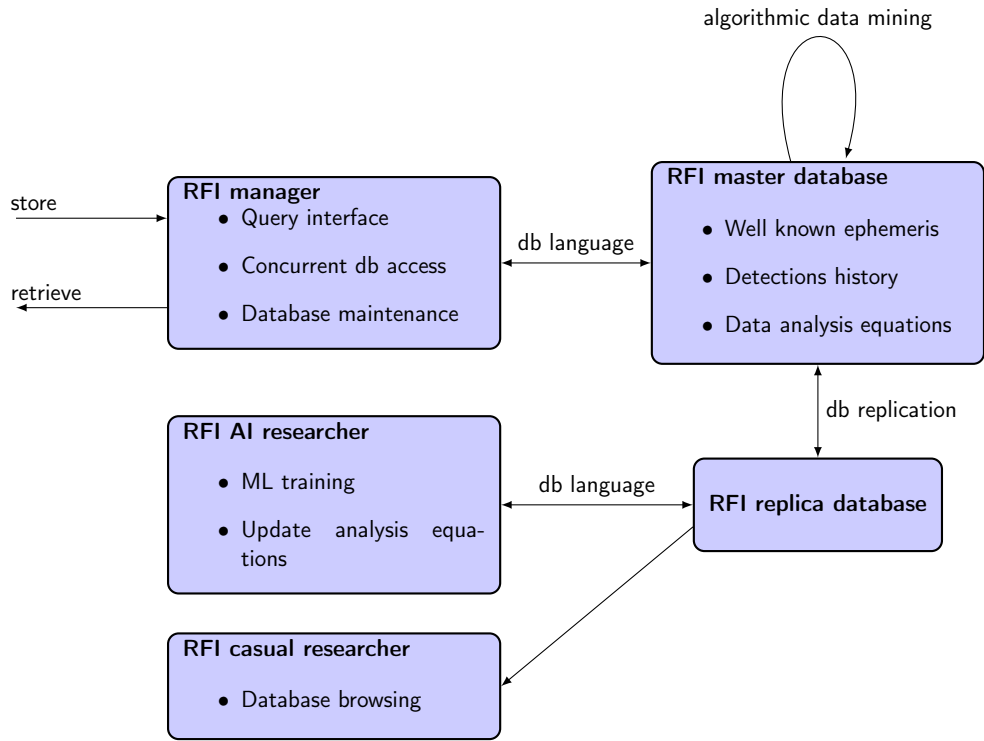 algorithmic data mining
store
retrieve
RFI manager
• Query interface
• Concurrent db access
• Database maintenance
db language
RFI master database
• Well known ephemeris
• Detections history
• Data analysis equations
db replication
RFI AI researcher
• ML training
• Update analysis equa-
tions
db language
RFI replica database
RFI casual researcher
• Database browsing